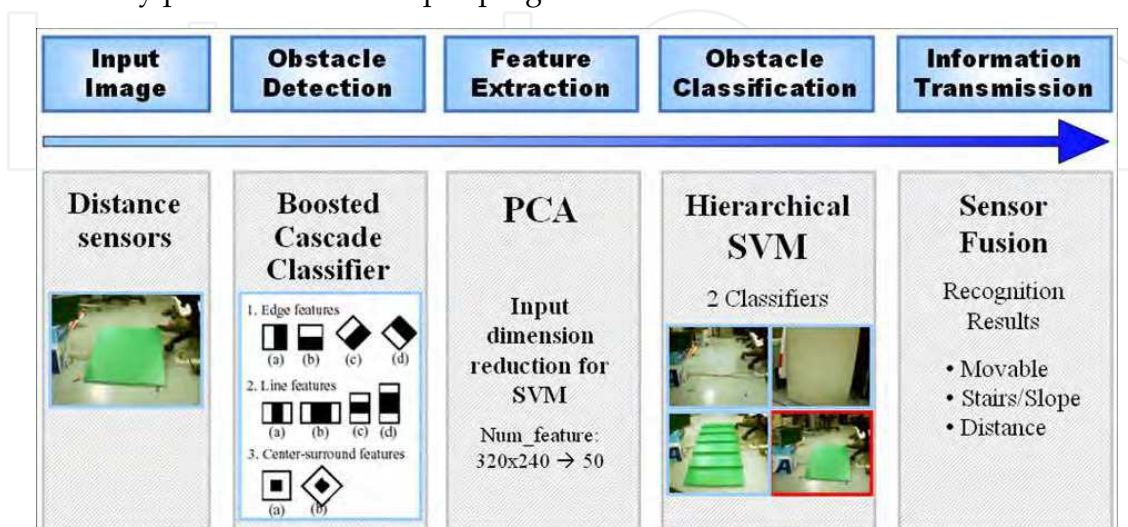 Input
Image
Obstacle
Detection
Feature
Extraction
Obstacle
Classification
Information
Transmission
Distance
sensors
Boosted
Cascade
Classifier
1. Edge features
(a) (b) (c) (d)
2. Line features
(a) (b) (c) (d)
3. Center-surround features
(a) (b)
PCA
Input
dimension
reduction for
SVM
Num_feature:
320x240 → 50
Hierarchical
SVM
2 Classifiers
Sensor
Fusion
Recognition
Results
• Movable
• Stairs/Slope
• Distance